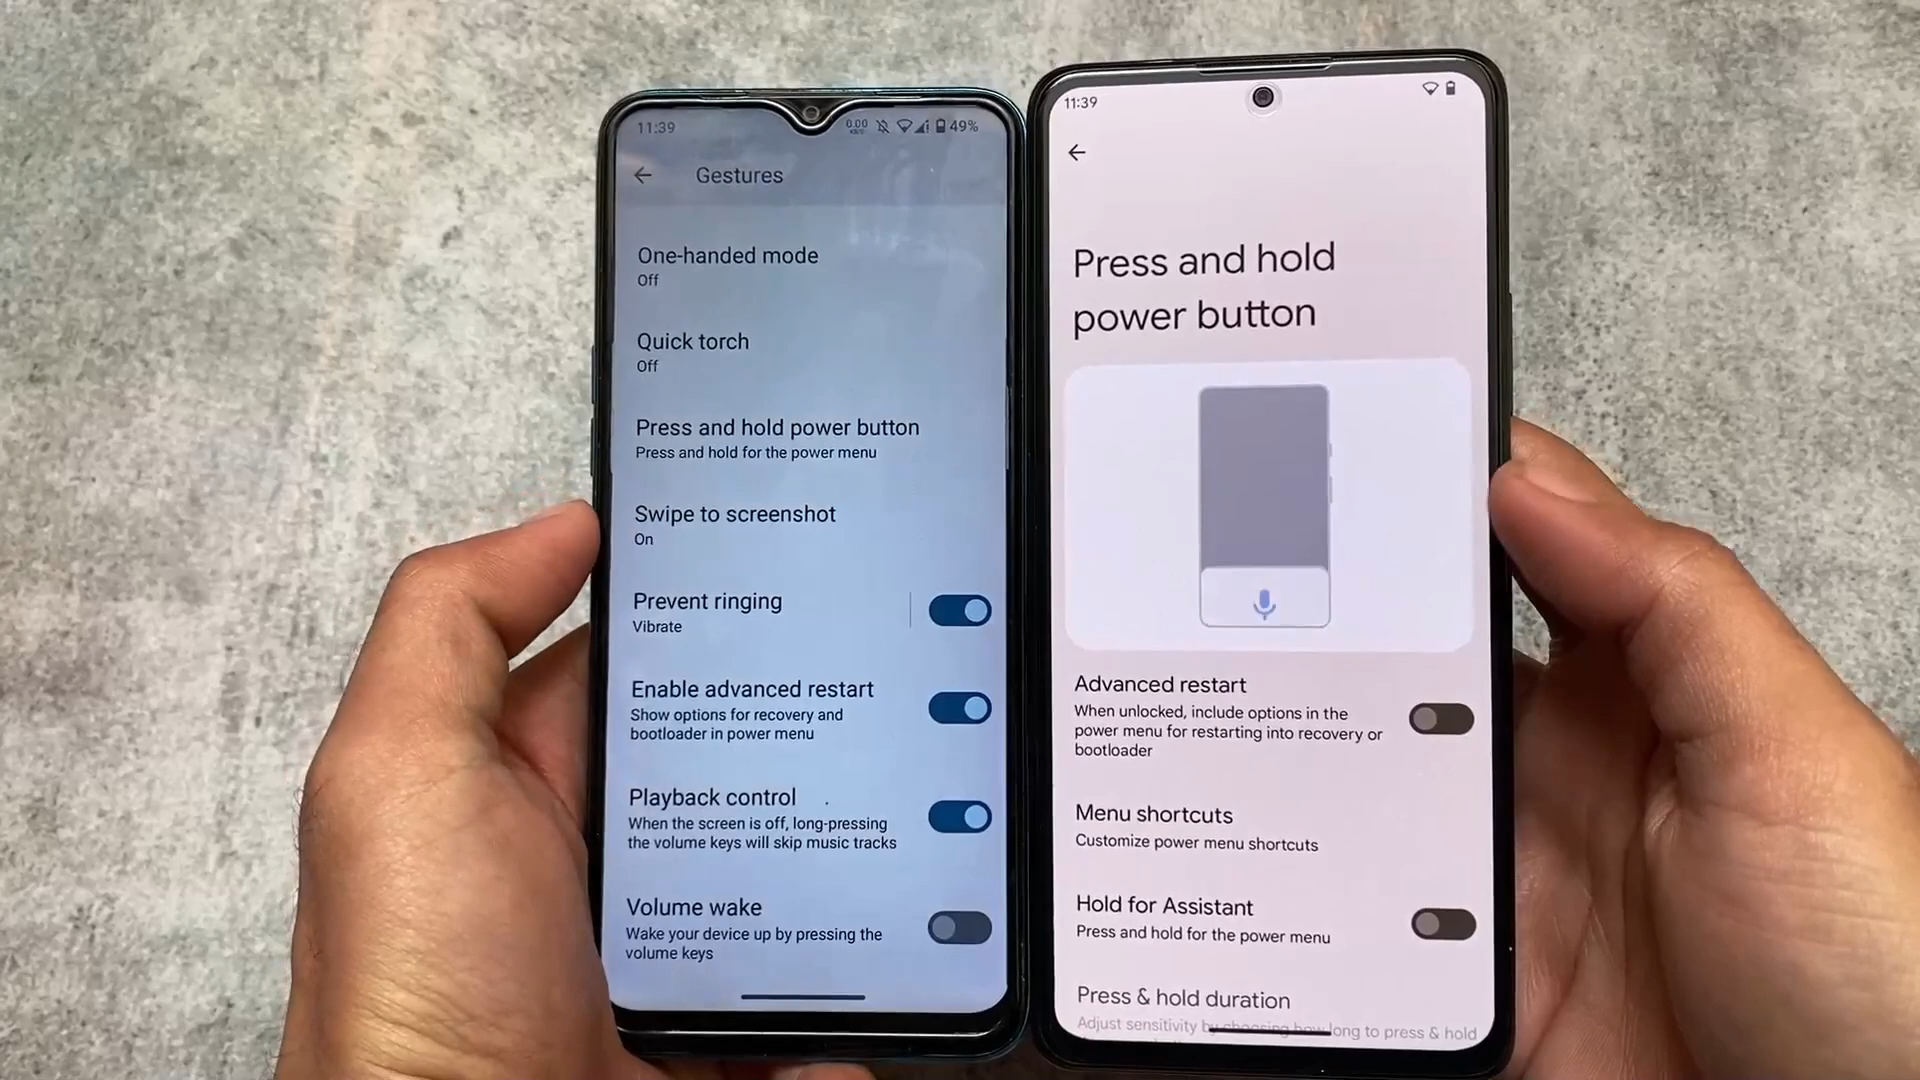 11:39
0.00
49%
Gestures
One-handed mode
Off
Quick torch
Off
Press and hold power button
Press and hold for the power menu
Swipe to screenshot
On
Prevent ringing
Vibrate
Enable advanced restart
Show options for recovery and
bootloader in power menu
Playback control
When the screen is off, long-pressing
the volume keys will skip music tracks
Volume wake
Wake your device up by pressing the
volume keys
11:39
Press and hold
power button
Advanced restart
When unlocked, include options in the
power menu for restarting into recovery or
bootloader
Menu shortcuts
Customize power menu shortcuts
Hold for Assistant
Press and hold for the power menu
Press & hold duration
Adjust sensitivity by choosing how long to press & hold